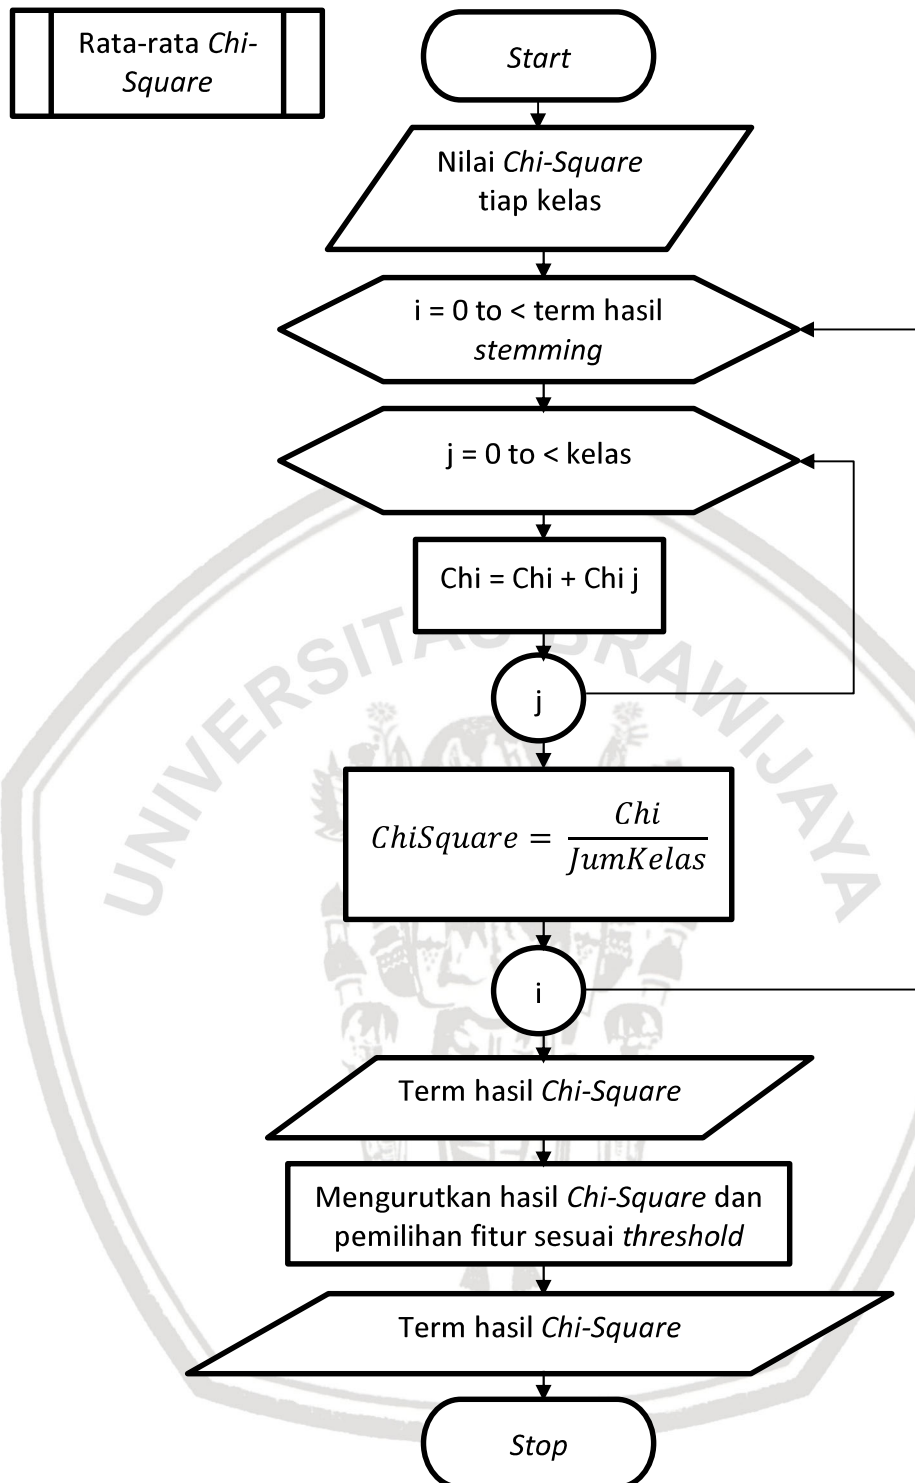 Rata-rata Chi-
Square
Start
Nilai Chi-Square
tiap kelas
i = 0 to < term hasil
stemming
j = 0 to < kelas
Chi = Chi + Chi j
UNIVERSITAS BRAWIJAYA
j
ChiSquare = Chi / JumKelas
i
Term hasil Chi-Square
Mengurutkan hasil Chi-Square dan
pemilihan fitur sesuai threshold
Term hasil Chi-Square
Stop